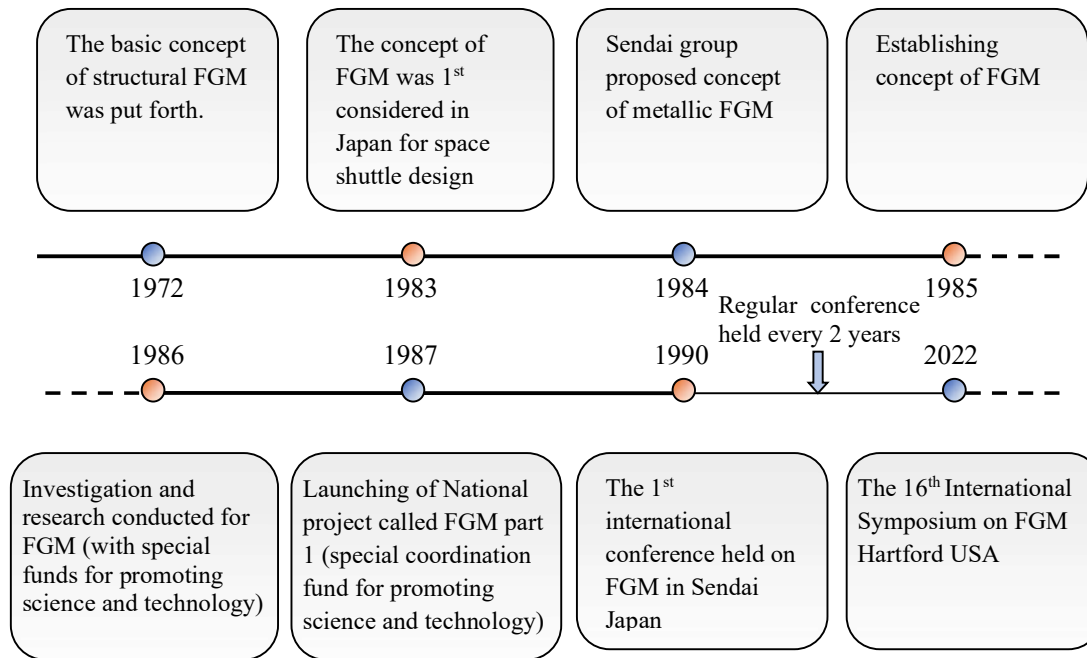 The basic concept
of structural FGM
was put forth.
The concept of
FGM was 1st
considered in
Japan for space
shuttle design
Sendai group
proposed concept
of metallic FGM
Establishing
concept of FGM
1972
1983
1984
1985
Regular conference
held every 2 years
1986
1987
1990
2022
Investigation and
research conducted for
FGM (with special
funds for promoting
science and technology)
Launching of National
project called FGM part
1 (special coordination
fund for promoting
science and technology)
The 1st
international
conference held on
FGM in Sendai
Japan
The 16th International
Symposium on FGM
Hartford USA